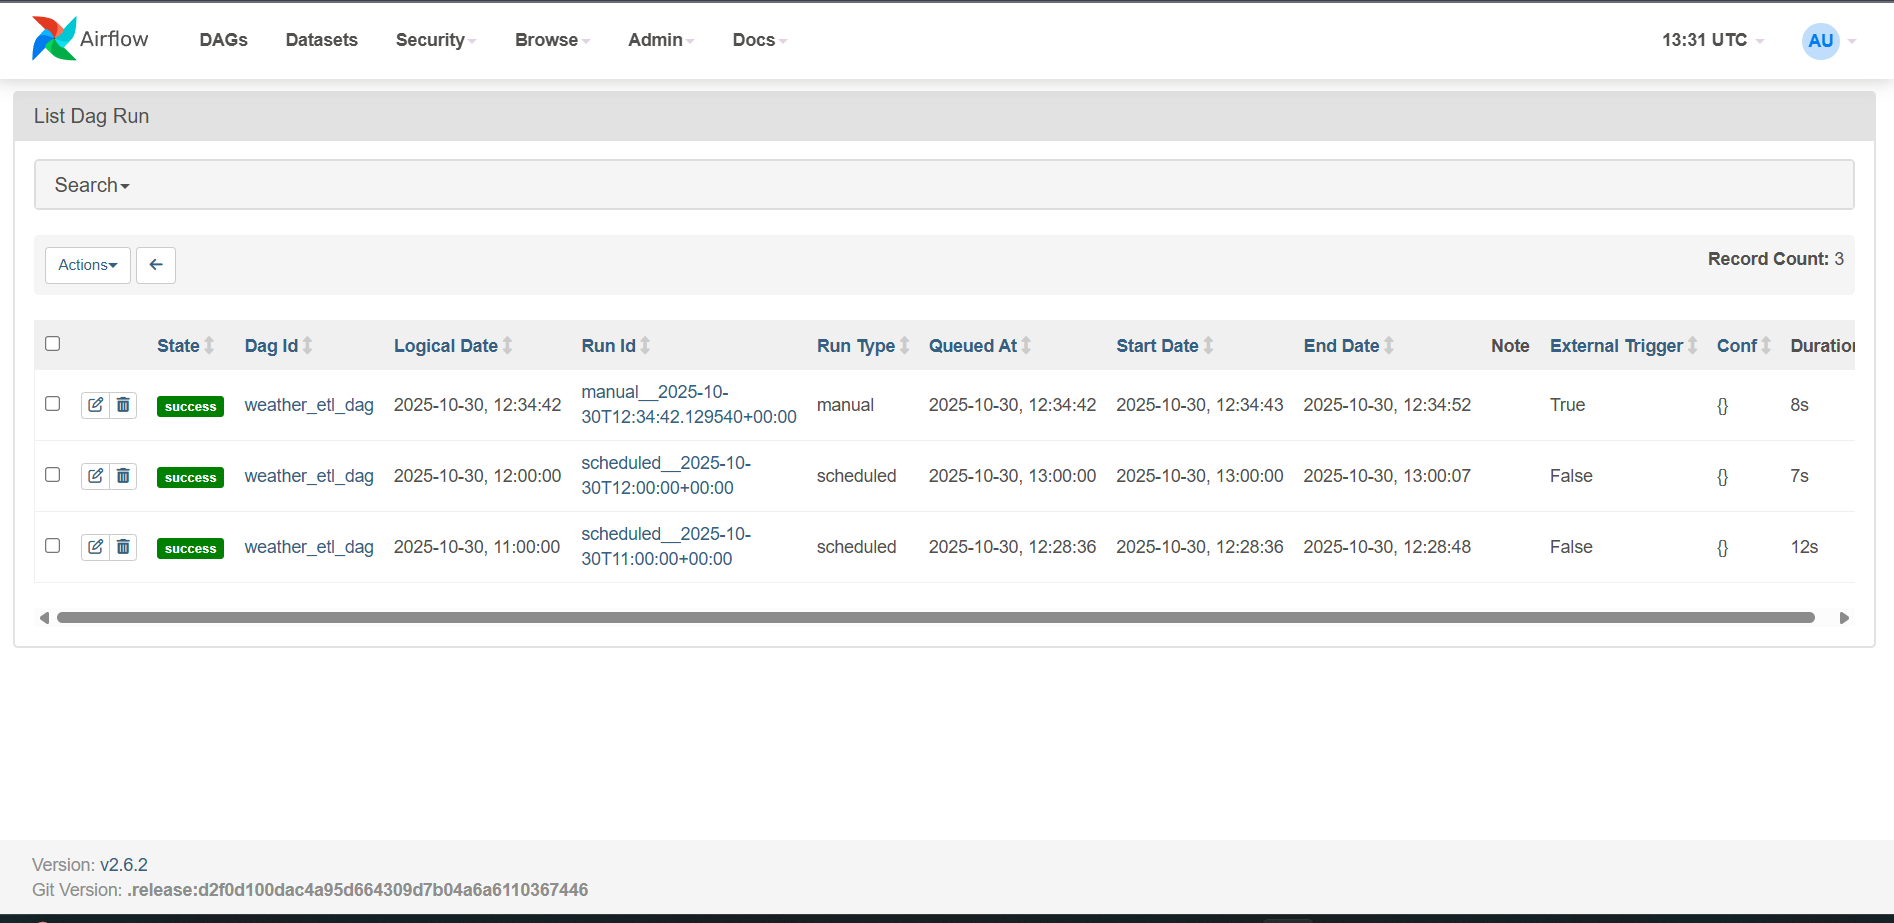 Airflow DAGs Datasets Security Browse Admin Docs 13:31 UTC AU
List Dag Run
Search
Actions Record Count: 3
State Dag Id Logical Date Run Id Run Type Queued At Start Date End Date Note External Trigger Conf Duration
success weather_etl_dag 2025-10-30, 12:34:42 manual__2025-10-30T12:34:42.129540+00:00 manual 2025-10-30, 12:34:42 2025-10-30, 12:34:43 2025-10-30, 12:34:52 True {} 8s
success weather_etl_dag 2025-10-30, 12:00:00 scheduled__2025-10-30T12:00:00+00:00 scheduled 2025-10-30, 13:00:00 2025-10-30, 13:00:00 2025-10-30, 13:00:07 False {} 7s
success weather_etl_dag 2025-10-30, 11:00:00 scheduled__2025-10-30T11:00:00+00:00 scheduled 2025-10-30, 12:28:36 2025-10-30, 12:28:36 2025-10-30, 12:28:48 False {} 12s
Version: v2.6.2
Git Version: .release:d2f0d100dac4a95d664309d7b04a6a6110367446